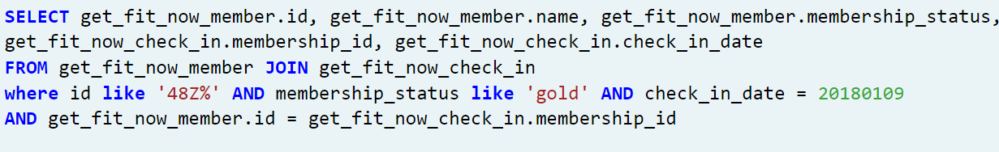 SELECT get_fit_now_member.id, get_fit_now_member.name, get_fit_now_member.membership_status,
get_fit_now_check_in.membership_id, get_fit_now_check_in.check_in_date
FROM get_fit_now_member JOIN get_fit_now_check_in
where id like '48Z%' AND membership_status like 'gold' AND check_in_date = 20180109
AND get_fit_now_member.id = get_fit_now_check_in.membership_id